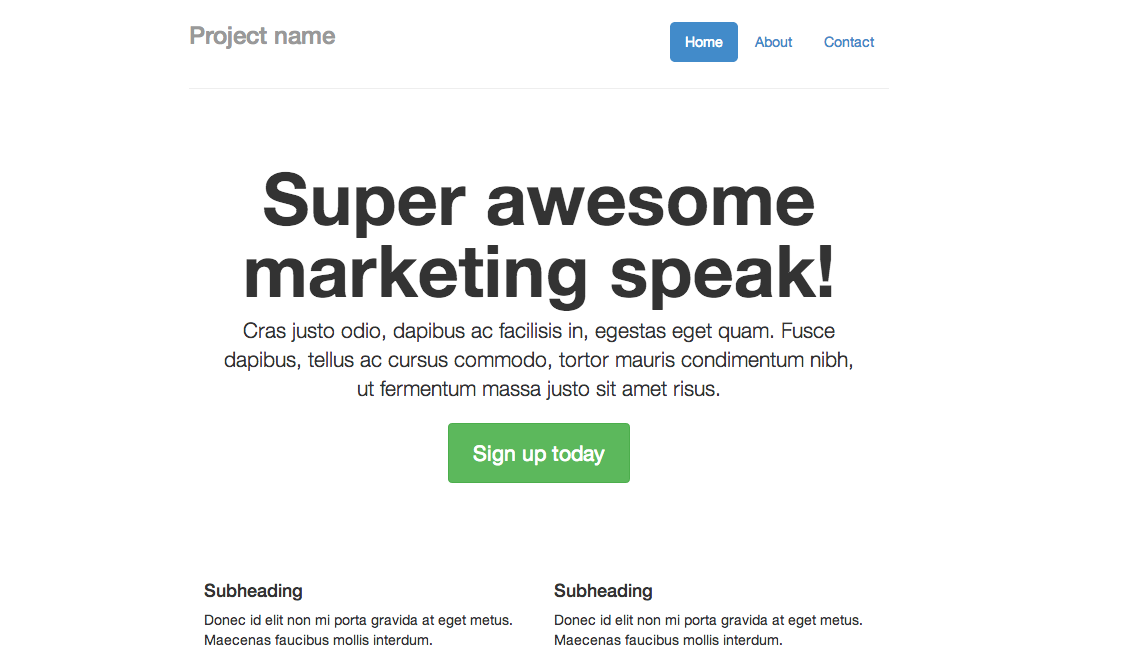 Project name
Home About Contact
Super awesome
marketing speak!
Cras justo odio, dapibus ac facilisis in, egestas eget quam. Fusce
dapibus, tellus ac cursus commodo, tortor mauris condimentum nibh,
ut fermentum massa justo sit amet risus.
Sign up today
Subheading
Donec id elit non mi porta gravida at eget metus.
Maecenas faucibus mollis interdum.
Subheading
Donec id elit non mi porta gravida at eget metus.
Maecenas faucibus mollis interdum.